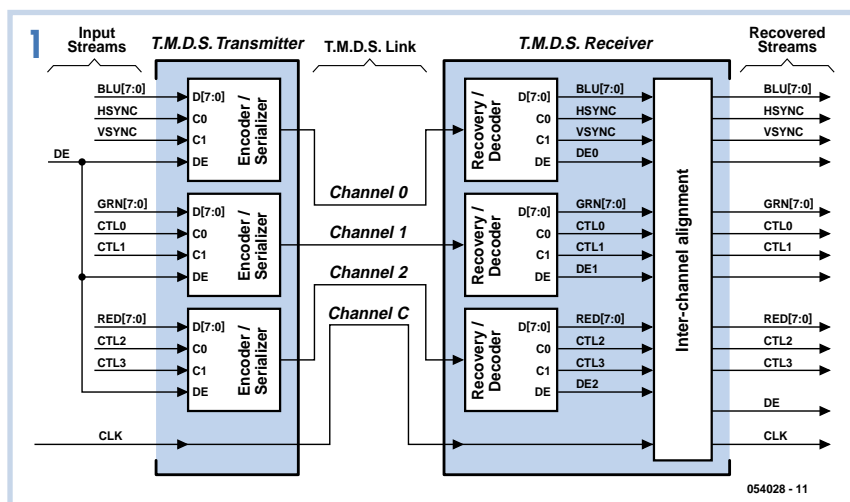 1
Input
Streams
T.M.D.S. Transmitter
T.M.D.S. Link
T.M.D.S. Receiver
Recovered
Streams
BLU[7:0]
HSYNC
VSYNC
DE
D[7:0]
C0
C1
DE
Encoder /
Serializer
GRN[7:0]
CTL0
CTL1
D[7:0]
C0
C1
DE
Encoder /
Serializer
RED[7:0]
CTL2
CTL3
D[7:0]
C0
C1
DE
Encoder /
Serializer
CLK
Channel 0
Channel 1
Channel 2
Channel C
Recovery /
Decoder
D[7:0]
C0
C1
DE
BLU[7:0]
HSYNC
VSYNC
DE0
Recovery /
Decoder
D[7:0]
C0
C1
DE
GRN[7:0]
CTL0
CTL1
DE1
Recovery /
Decoder
D[7:0]
C0
C1
DE
RED[7:0]
CTL2
CTL3
DE2
Inter-channel alignment
BLU[7:0]
HSYNC
VSYNC
GRN[7:0]
CTL0
CTL1
RED[7:0]
CTL2
CTL3
DE
CLK
054028 - 11